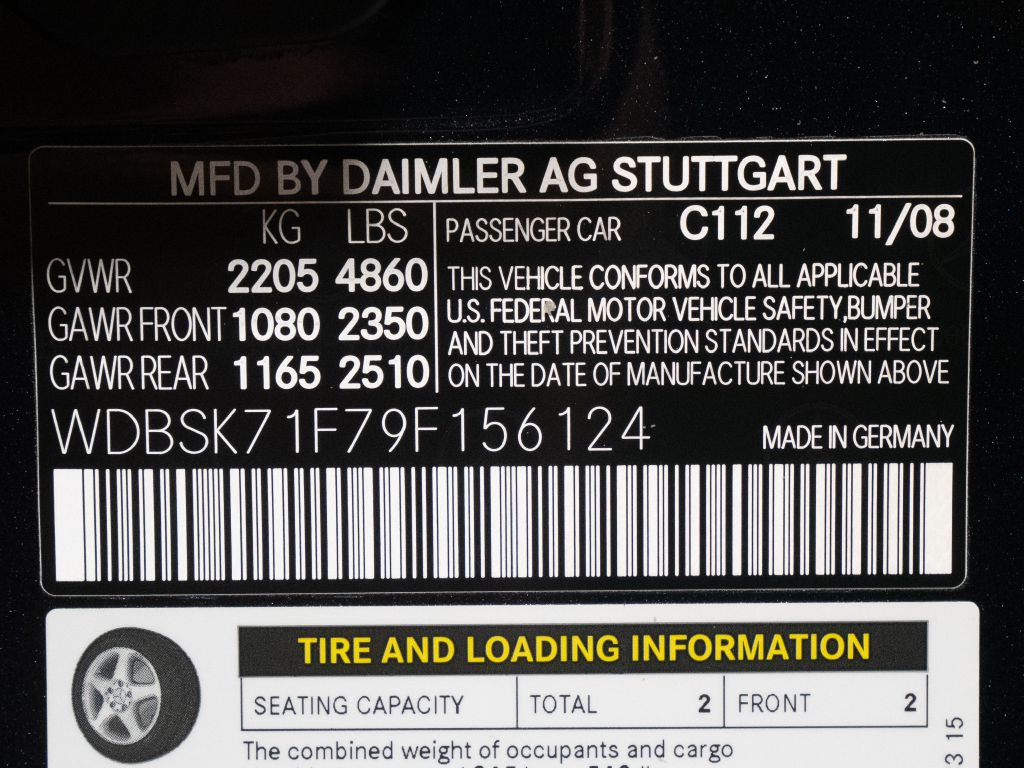 MFD BY DAIMLER AG STUTTGART
KG LBS
GVWR 2205 4860
GAWR FRONT 1080 2350
GAWR REAR 1165 2510
PASSENGER CAR C112 11/08
THIS VEHICLE CONFORMS TO ALL APPLICABLE
U.S. FEDERAL MOTOR VEHICLE SAFETY,BUMPER
AND THEFT PREVENTION STANDARDS IN EFFECT
ON THE DATE OF MANUFACTURE SHOWN ABOVE
WDBSK71F79F156124
MADE IN GERMANY
TIRE AND LOADING INFORMATION
SEATING CAPACITY TOTAL 2 FRONT 2
The combined weight of occupants and cargo
3 15